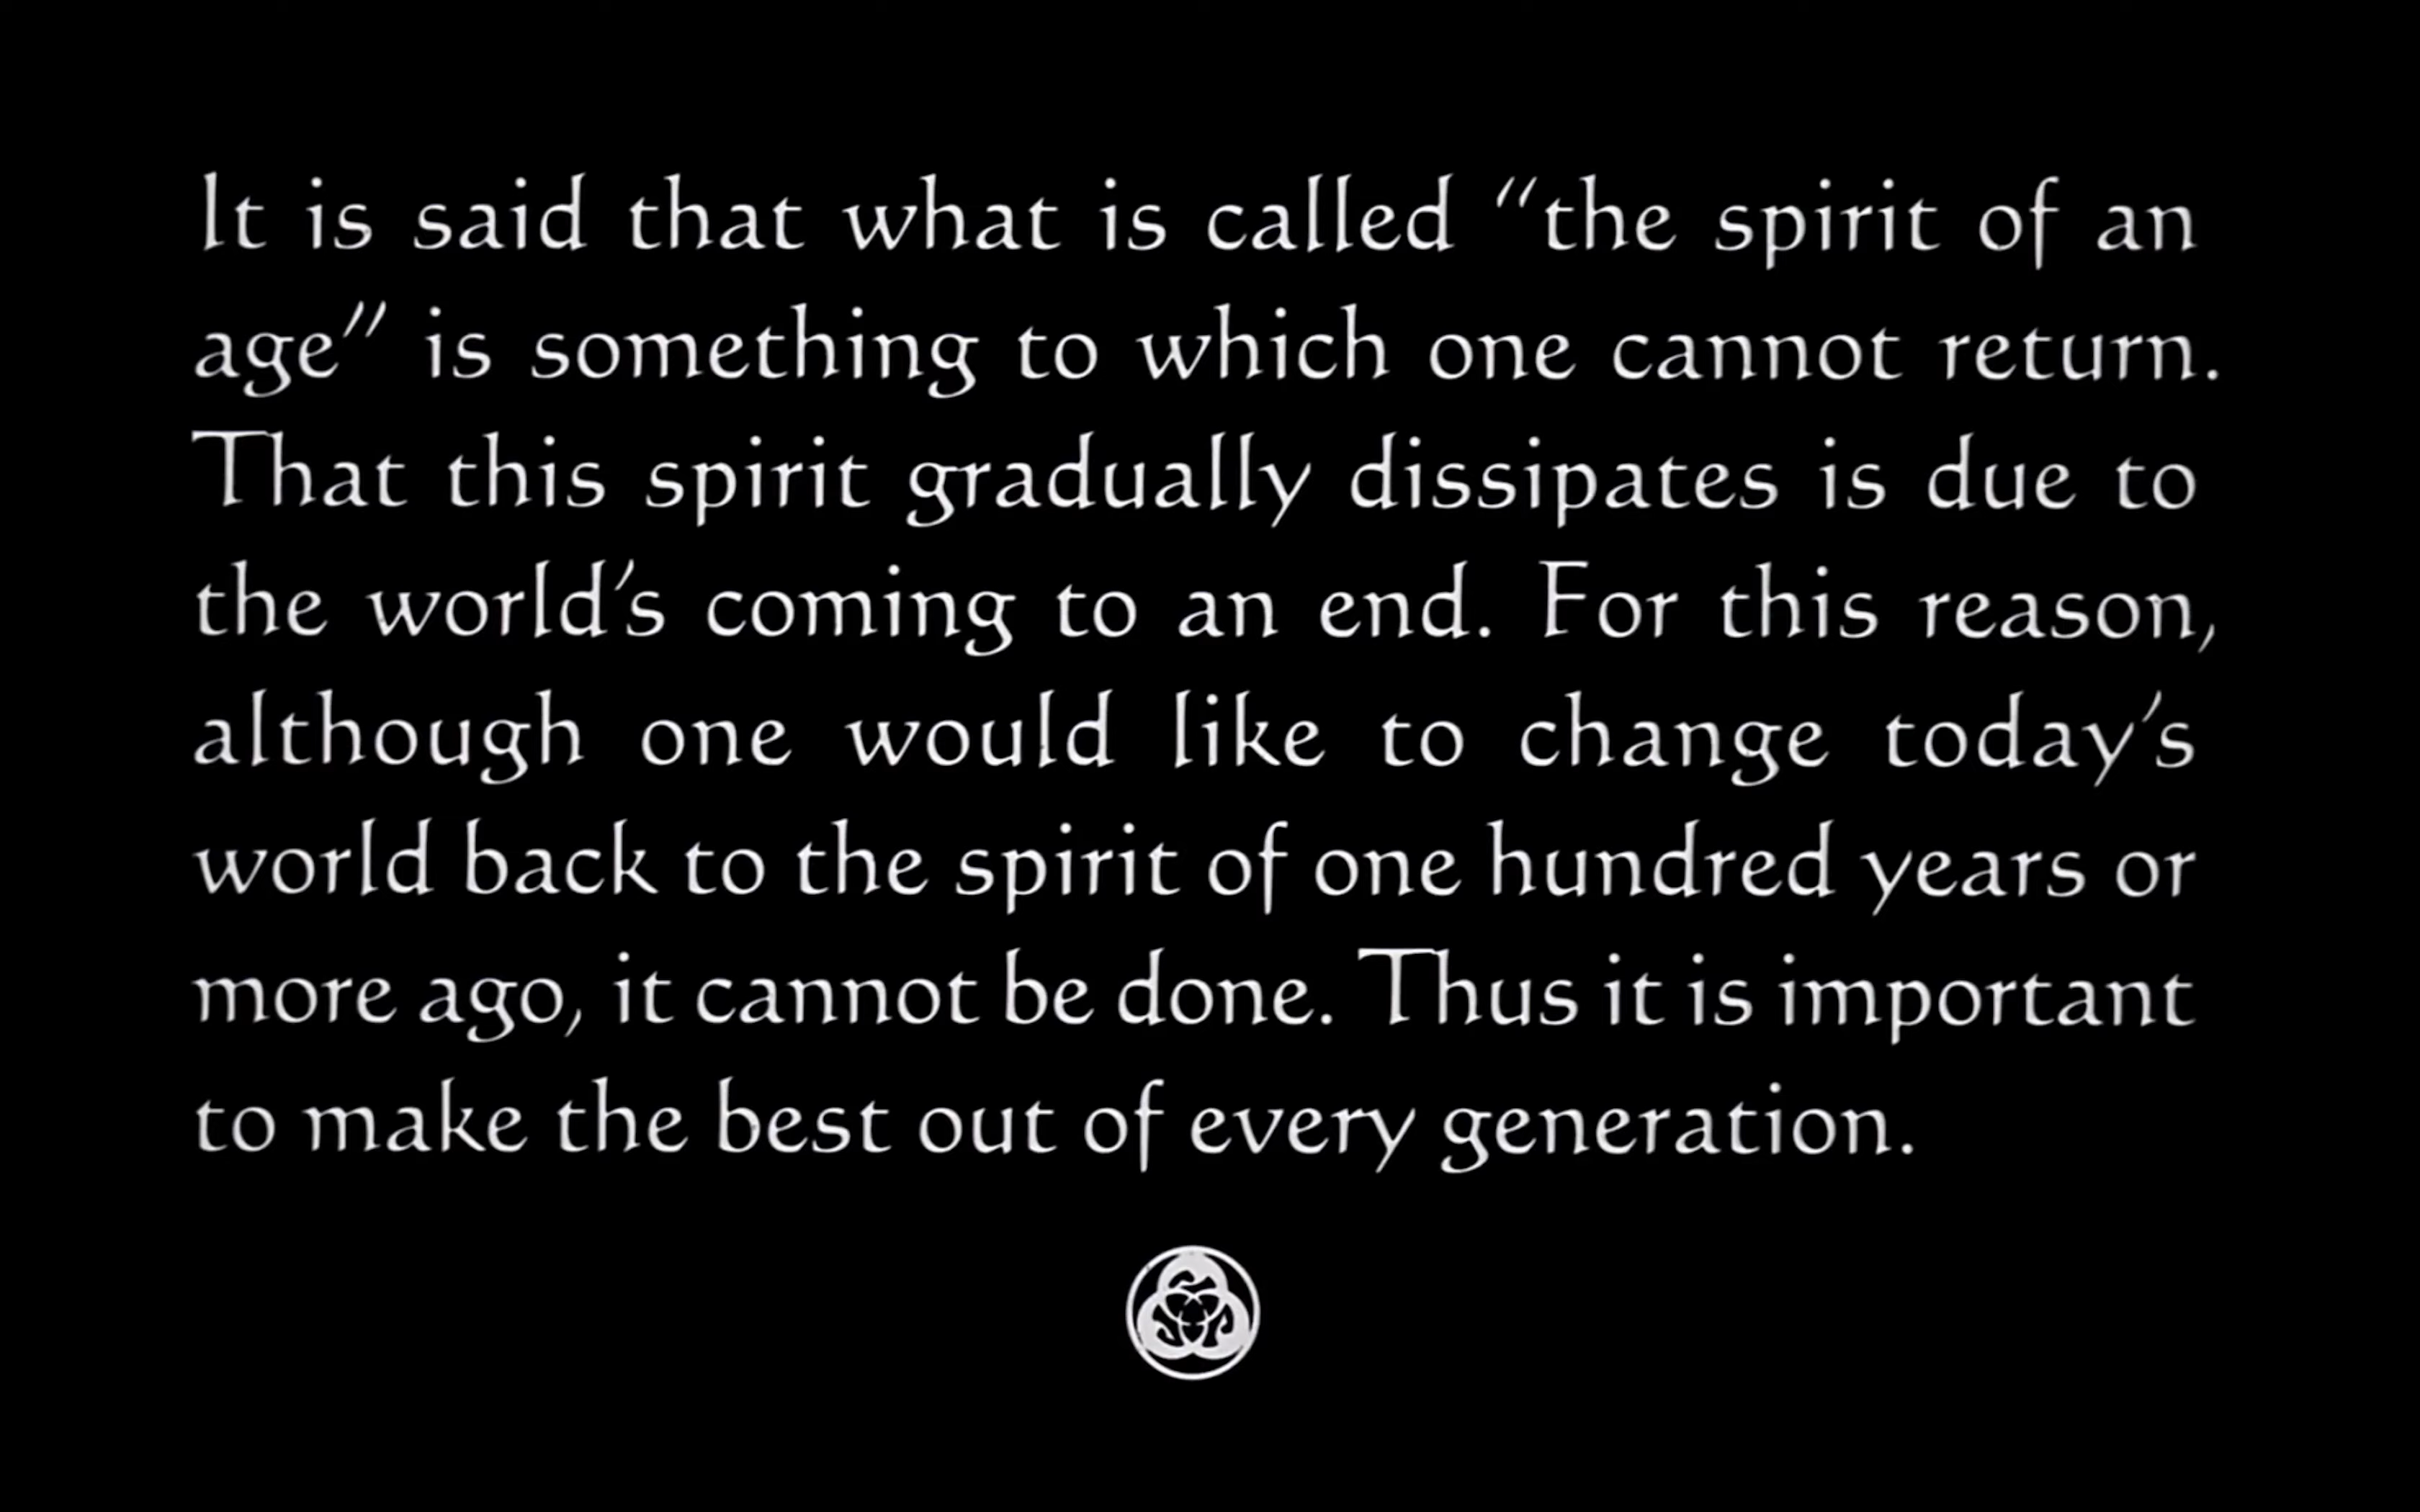 It is said that what is called “the spirit of an
age” is something to which one cannot return.
That this spirit gradually dissipates is due to
the world’s coming to an end. For this reason,
although one would like to change today’s
world back to the spirit of one hundred years or
more ago, it cannot be done. Thus it is important
to make the best out of every generation.